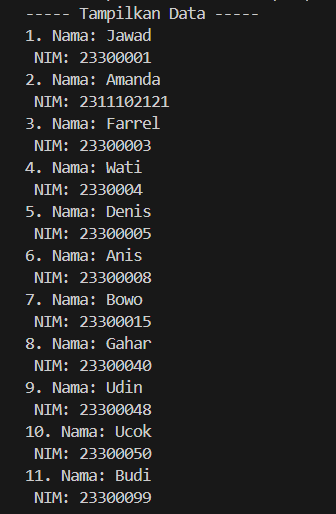 ----- Tampilkan Data -----
1. Nama: Jawad
NIM: 23300001
2. Nama: Amanda
NIM: 2311102121
3. Nama: Farrel
NIM: 23300003
4. Nama: Wati
NIM: 2330004
5. Nama: Denis
NIM: 23300005
6. Nama: Anis
NIM: 23300008
7. Nama: Bowo
NIM: 23300015
8. Nama: Gahar
NIM: 23300040
9. Nama: Udin
NIM: 23300048
10. Nama: Ucok
NIM: 23300050
11. Nama: Budi
NIM: 23300099